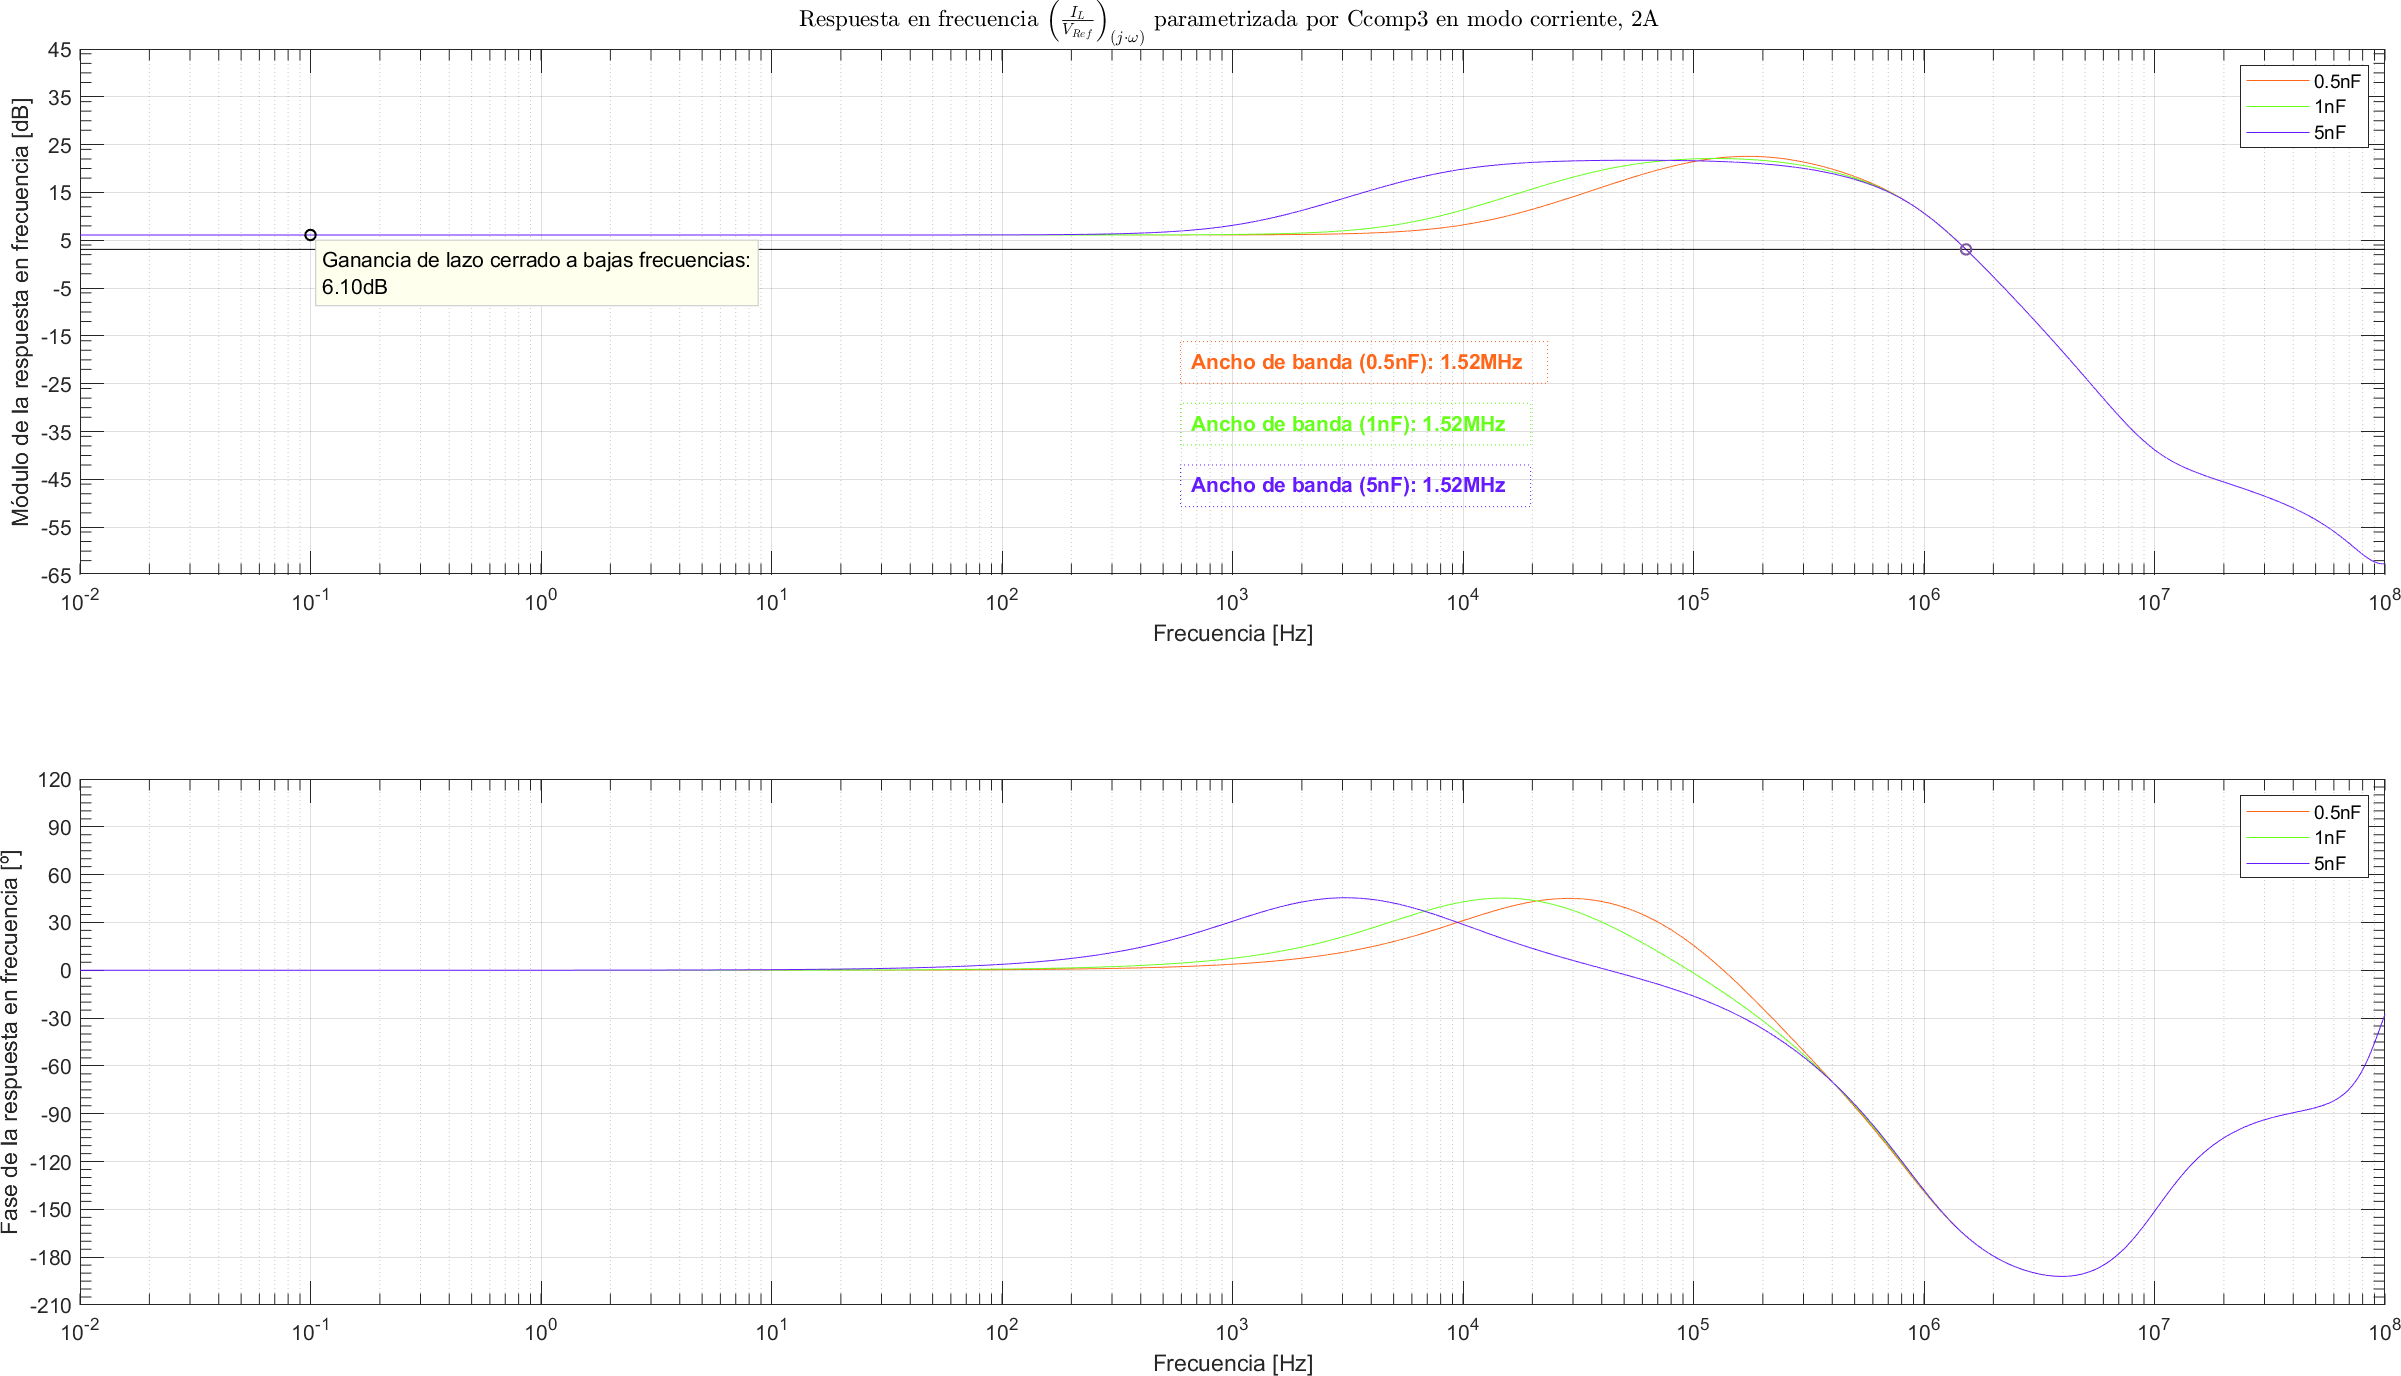 Respuesta en frecuencia (I_L/V_Ref)_(j·ω) parametrizada por Ccomp3 en modo corriente, 2A
Módulo de la respuesta en frecuencia [dB]
45
35
25
15
5
-5
-15
-25
-35
-45
-55
-65
0.5nF
1nF
5nF
Ganancia de lazo cerrado a bajas frecuencias:
6.10dB
Ancho de banda (0.5nF): 1.52MHz
Ancho de banda (1nF): 1.52MHz
Ancho de banda (5nF): 1.52MHz
10^-2 10^-1 10^0 10^1 10^2 10^3 10^4 10^5 10^6 10^7 10^8
Frecuencia [Hz]
Fase de la respuesta en frecuencia [º]
120
90
60
30
0
-30
-60
-90
-120
-150
-180
-210
0.5nF
1nF
5nF
10^-2 10^-1 10^0 10^1 10^2 10^3 10^4 10^5 10^6 10^7 10^8
Frecuencia [Hz]